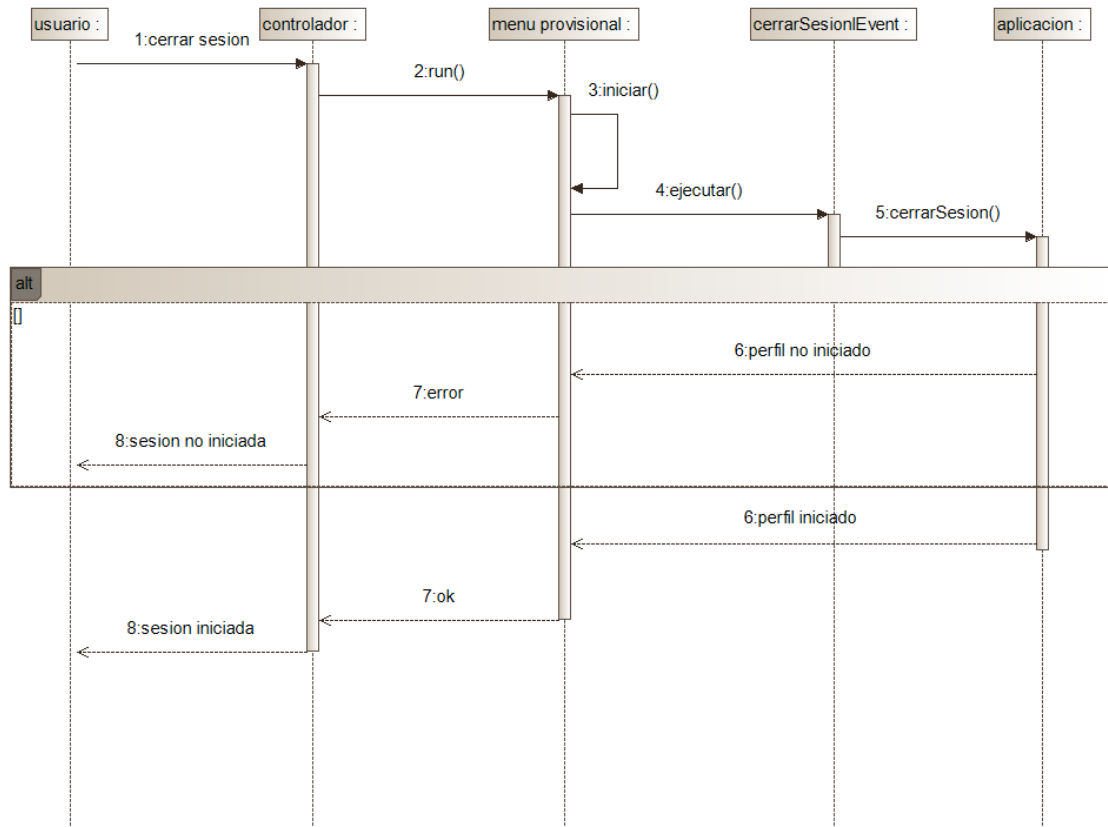 usuario :
controlador :
menu provisional :
cerrarSesionIEvent :
aplicacion :
1:cerrar sesion
2:run()
3:iniciar()
4:ejecutar()
5:cerrarSesion()
alt
[]
6:perfil no iniciado
7:error
8:sesion no iniciada
6:perfil iniciado
7:ok
8:sesion iniciada